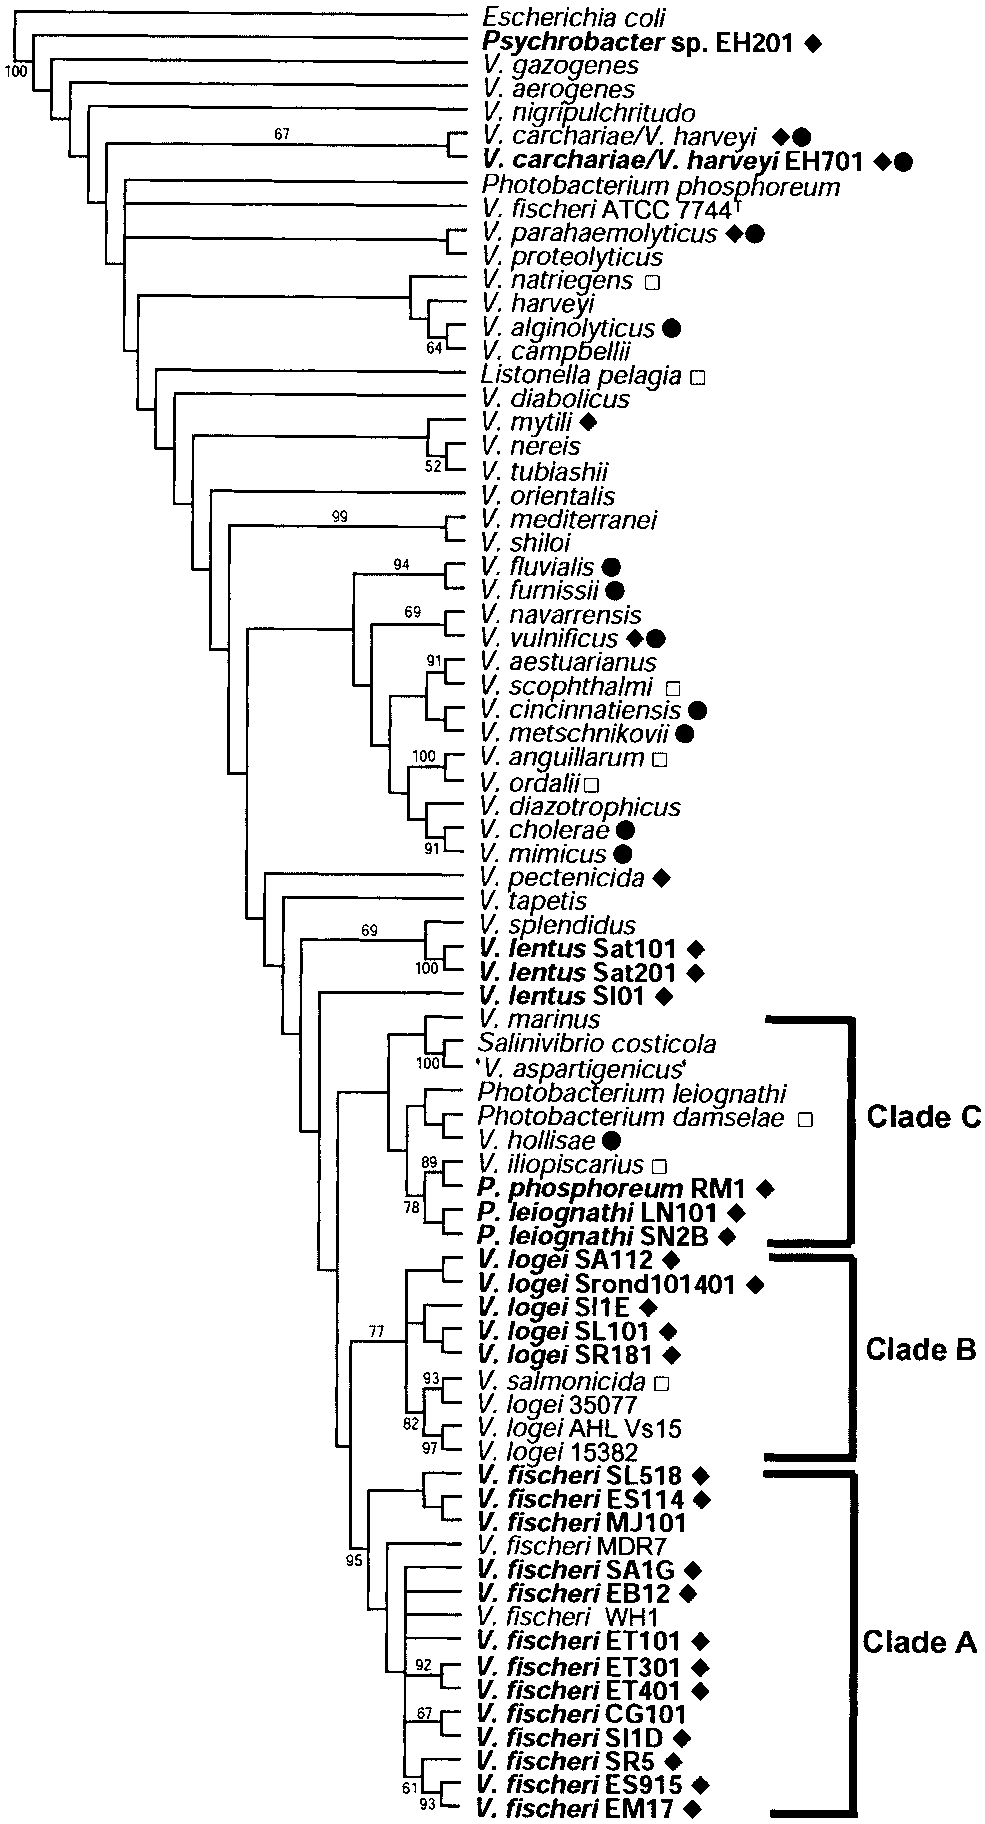 Escherichia coli
Psychrobacter sp. EH201 ◆
100
V. gazogenes
V. aerogenes
V. nigripulchritudo
67
V. carchariae/V. harveyi ◆●
V. carchariae/V. harveyi EH701 ◆●
Photobacterium phosphoreum
V. fischeri ATCC 7744T
V. parahaemolyticus ◆●
V. proteolyticus
V. natriegens □
V. harveyi
V. alginolyticus ●
64
V. campbellii
Listonella pelagia □
V. diabolicus
V. mytili ◆
V. nereis
52
V. tubiashii
V. orientalis
99
V. mediterranei
V. shiloi
94
V. fluvialis ●
V. furnissii ●
69
V. navarrensis
V. vulnificus ◆●
91
V. aestuarianus
V. scophthalmi □
V. cincinnatiensis ●
V. metschnikovii ●
100
V. anguillarum □
V. ordalii □
V. diazotrophicus
V. cholerae ●
91
V. mimicus ●
V. pectenicida ◆
V. tapetis
69
V. splendidus
V. lentus Sat101 ◆
100
V. lentus Sat201 ◆
V. lentus SI01 ◆
V. marinus
Salinivibrio costicola
100
'V. aspartigenicus'
Photobacterium leiognathi
Photobacterium damselae □
Clade C
V. hollisae ●
89
V. iliopiscarius □
P. phosphoreum RM1 ◆
78
P. leiognathi LN101 ◆
P. leiognathi SN2B ◆
V. logei SA112 ◆
V. logei Srond101401 ◆
V. logei SI1E ◆
77
V. logei SL101 ◆
V. logei SR181 ◆
Clade B
93
V. salmonicida □
V. logei 35077
82
V. logei AHL Vs15
97
V. logei 15382
V. fischeri SL518 ◆
V. fischeri ES114 ◆
V. fischeri MJ101
V. fischeri MDR7
95
V. fischeri SA1G ◆
V. fischeri EB12 ◆
V. fischeri WH1
V. fischeri ET101 ◆
Clade A
92
V. fischeri ET301 ◆
V. fischeri ET401 ◆
67
V. fischeri CG101
V. fischeri SI1D ◆
V. fischeri SR5 ◆
61
V. fischeri ES915 ◆
93
V. fischeri EM17 ◆